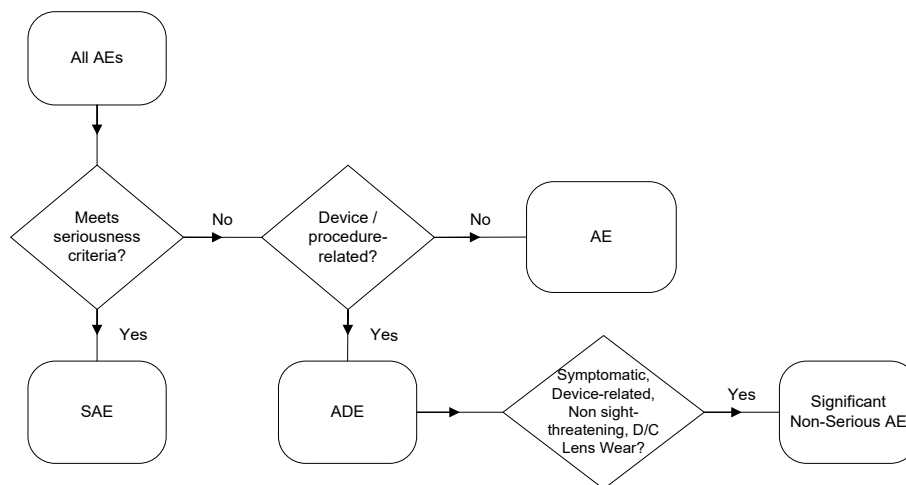 All AEs
Meets
seriousness
criteria?
No
Device /
procedure-
related?
No
AE
Yes
Yes
SAE
ADE
Symptomatic,
Device-related,
Non sight-
threatening, D/C
Lens Wear?
Yes
Significant
Non-Serious AE